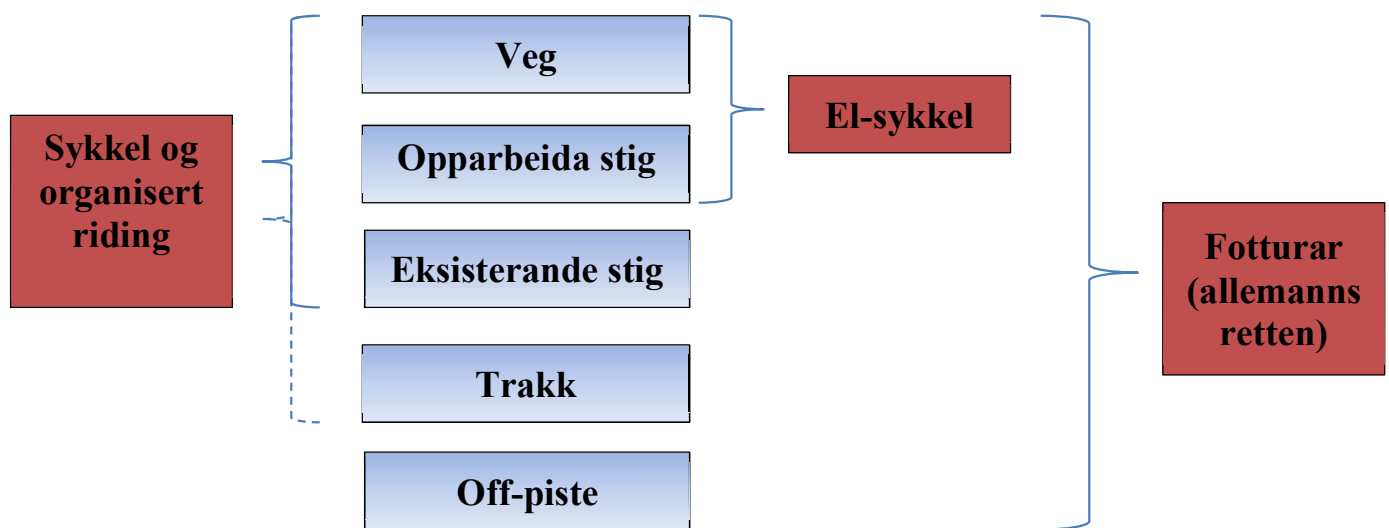 Sykkel og
organisert
riding
Veg
Opparbeida stig
Eksisterande stig
Trakk
Off-piste
El-sykkel
Fotturar
(allemanns
retten)